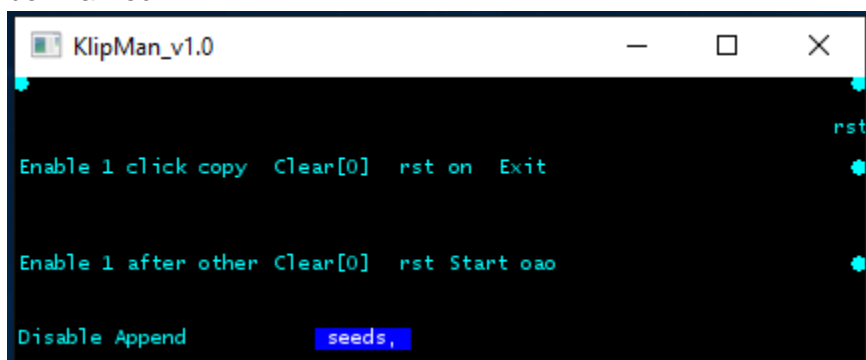 KlipMan_v1.0
rst
Enable 1 click copy Clear[0] rst on Exit
Enable 1 after other Clear[0] rst Start oao
Disable Append seeds,